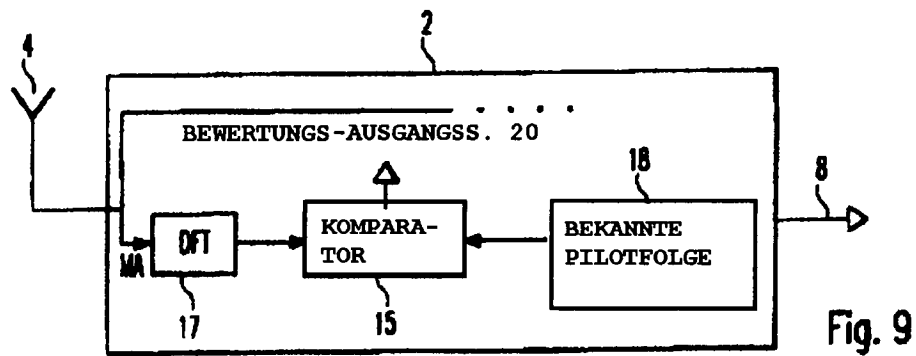 2
4
BEWERTUNGS-AUSGANGSS. 20
18
8
DFT
KOMPARA-
TOR
BEKANNTE
PILOTFOLGE
MA
17
15
Fig. 9